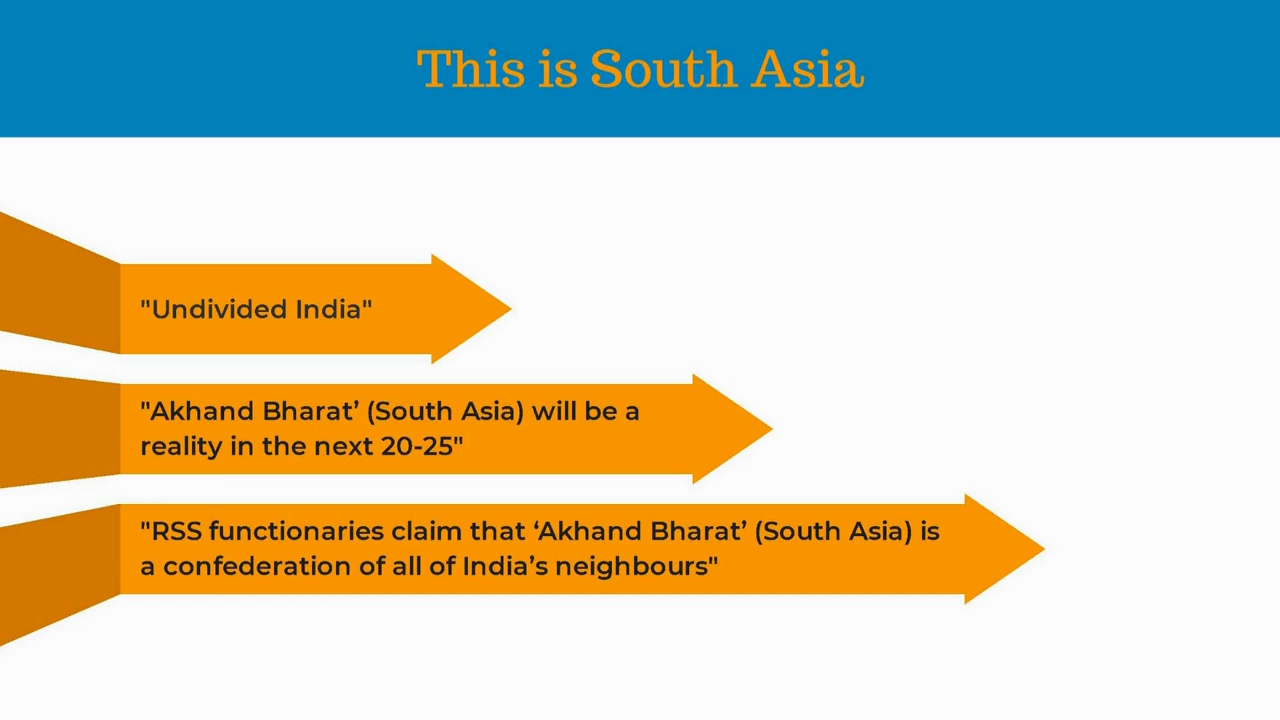 This is South Asia
"Undivided India"
"Akhand Bharat’ (South Asia) will be a
reality in the next 20-25"
"RSS functionaries claim that ‘Akhand Bharat’ (South Asia) is
a confederation of all of India’s neighbours"